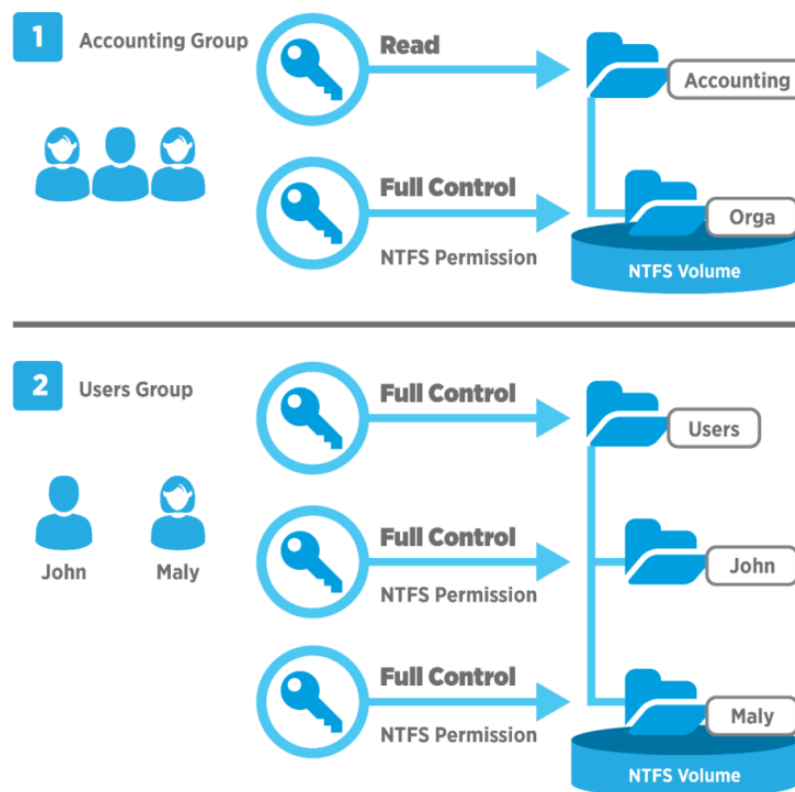 1
Accounting Group
Read
Accounting
Full Control
NTFS Permission
Orga
NTFS Volume
2
Users Group
Full Control
Users
John
Maly
Full Control
NTFS Permission
John
Full Control
NTFS Permission
Maly
NTFS Volume